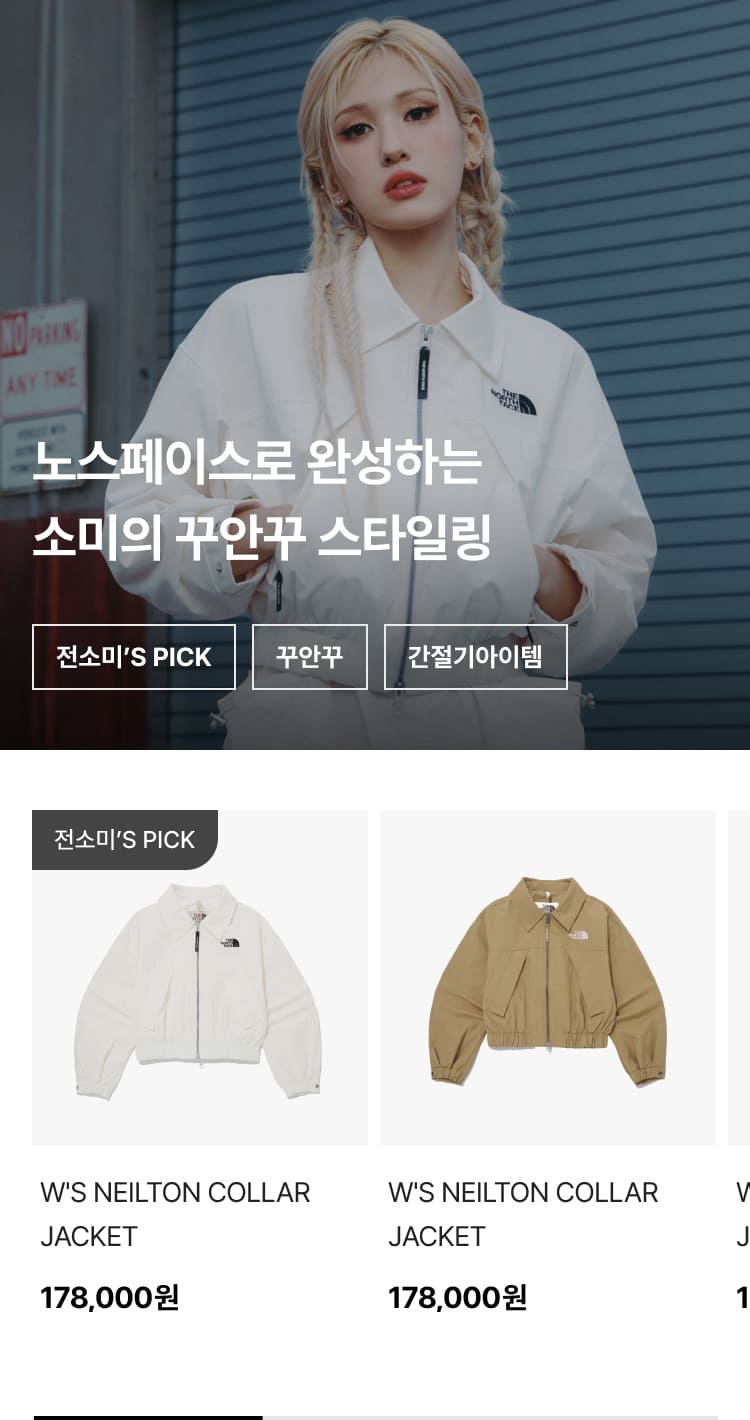 NO PARKING
ANY TIME
THE
NORTH
FACE
노스페이스로 완성하는
소미의 꾸안꾸 스타일링
전소미’S PICK
꾸안꾸
간절기아이템
전소미’S PICK
W'S NEILTON COLLAR
JACKET
178,000원
W'S NEILTON COLLAR
JACKET
178,000원